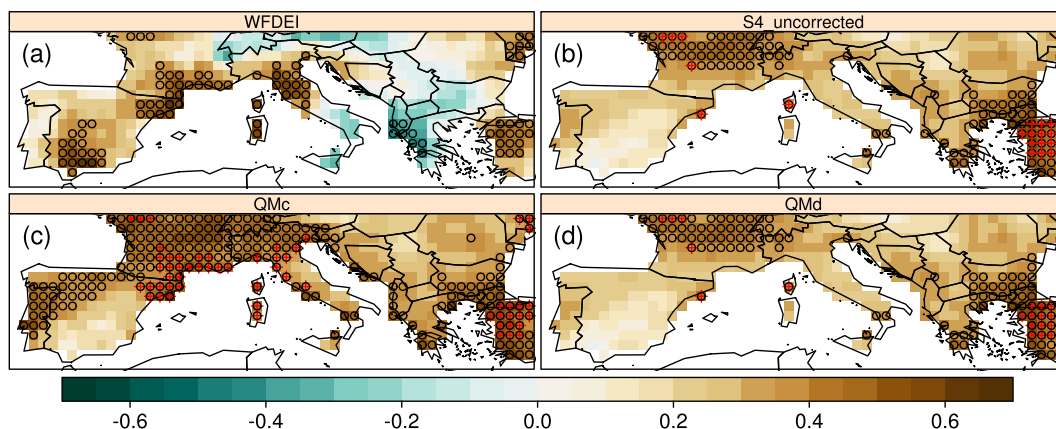 WFDEI
S4_uncorrected
(a)
(b)
QMc
QMd
(c)
(d)
-0.6
-0.4
-0.2
0.0
0.2
0.4
0.6